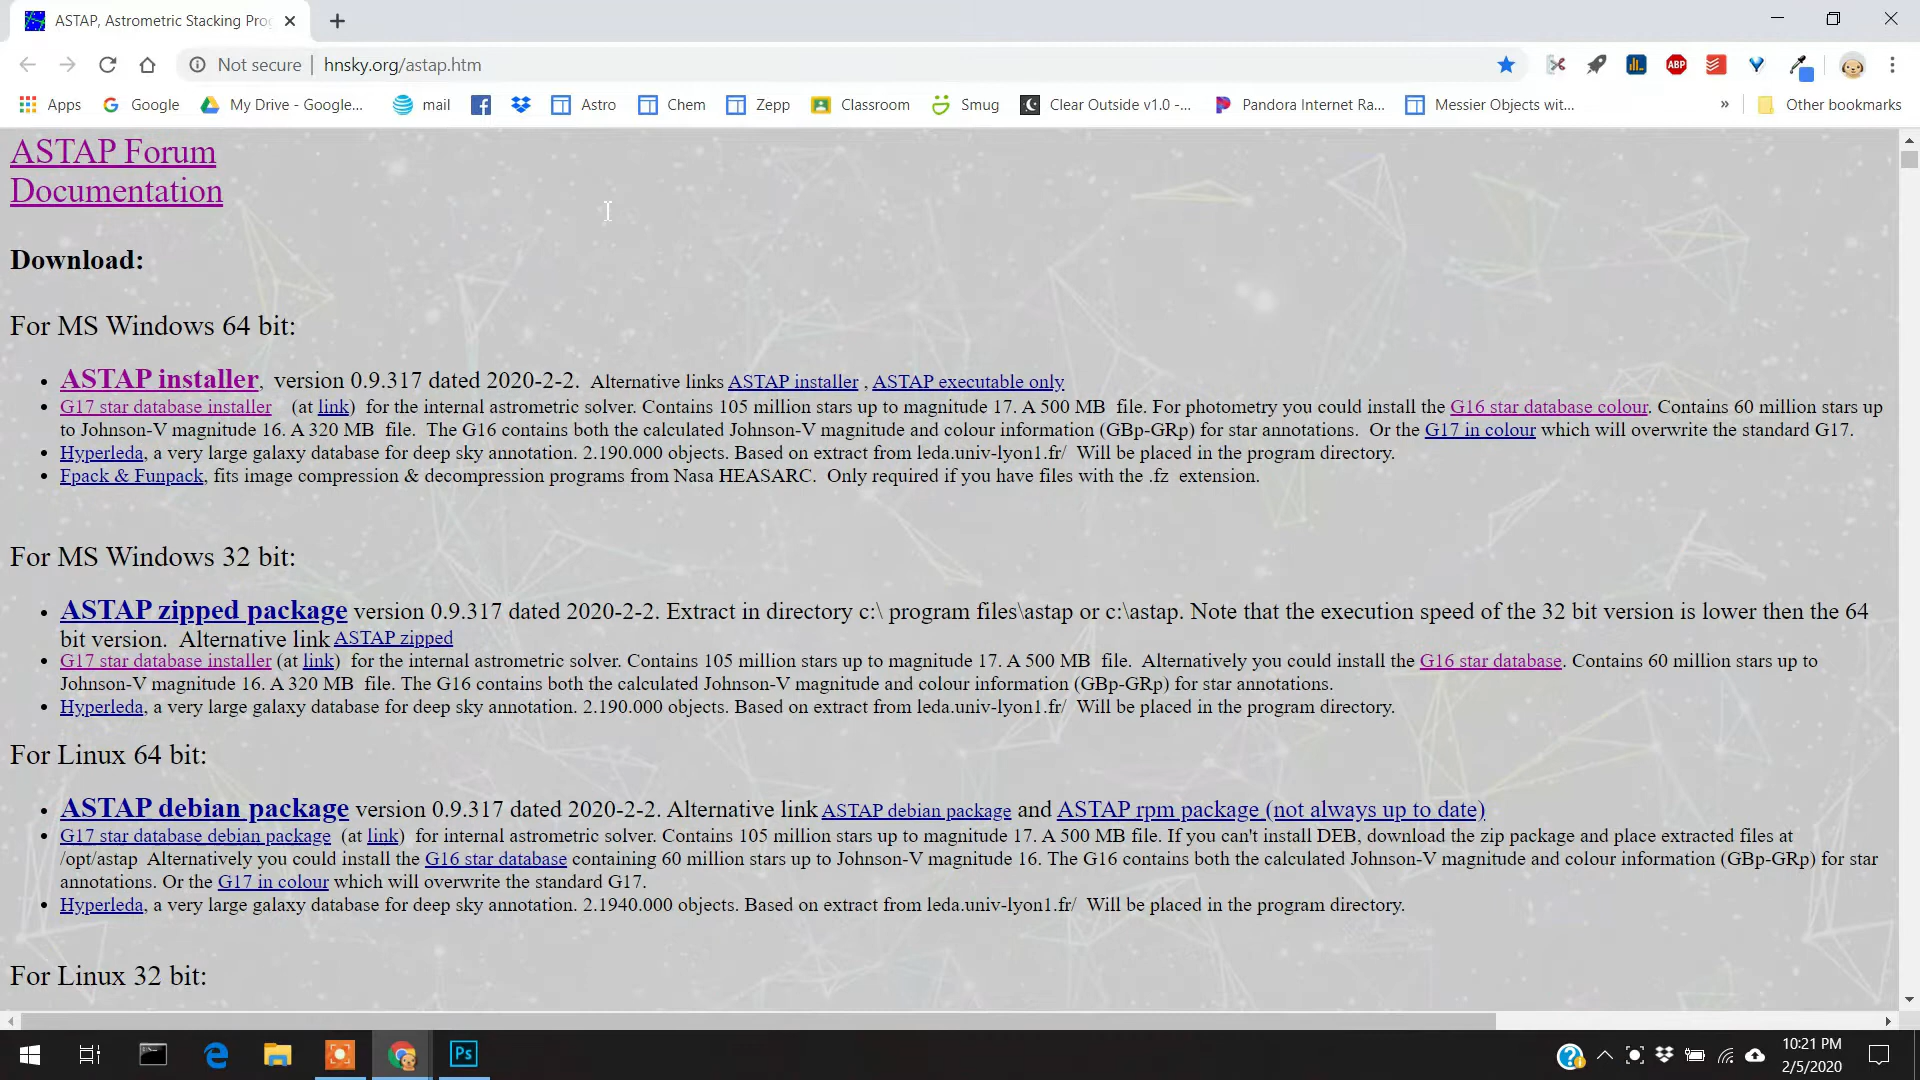 ASTAP, Astrometric Stacking Pro
Not secure | hnsky.org/astap.htm
ABP
Apps Google My Drive - Google... mail Astro Chem Zepp Classroom Smug Clear Outside v1.0 -... Pandora Internet Ra... Messier Objects wit... » Other bookmarks
ASTAP Forum
Documentation
Download:
For MS Windows 64 bit:
• ASTAP installer, version 0.9.317 dated 2020-2-2. Alternative links ASTAP installer , ASTAP executable only
• G17 star database installer (at link) for the internal astrometric solver. Contains 105 million stars up to magnitude 17. A 500 MB file. For photometry you could install the G16 star database colour. Contains 60 million stars up
to Johnson-V magnitude 16. A 320 MB file. The G16 contains both the calculated Johnson-V magnitude and colour information (GBp-GRp) for star annotations. Or the G17 in colour which will overwrite the standard G17.
• Hyperleda, a very large galaxy database for deep sky annotation. 2.190.000 objects. Based on extract from leda.univ-lyon1.fr/ Will be placed in the program directory.
• Fpack & Funpack, fits image compression & decompression programs from Nasa HEASARC. Only required if you have files with the .fz extension.
For MS Windows 32 bit:
• ASTAP zipped package version 0.9.317 dated 2020-2-2. Extract in directory c:\ program files\astap or c:\astap. Note that the execution speed of the 32 bit version is lower then the 64
bit version. Alternative link ASTAP zipped
• G17 star database installer (at link) for the internal astrometric solver. Contains 105 million stars up to magnitude 17. A 500 MB file. Alternatively you could install the G16 star database. Contains 60 million stars up to
Johnson-V magnitude 16. A 320 MB file. The G16 contains both the calculated Johnson-V magnitude and colour information (GBp-GRp) for star annotations.
• Hyperleda, a very large galaxy database for deep sky annotation. 2.190.000 objects. Based on extract from leda.univ-lyon1.fr/ Will be placed in the program directory.
For Linux 64 bit:
• ASTAP debian package version 0.9.317 dated 2020-2-2. Alternative link ASTAP debian package and ASTAP rpm package (not always up to date)
• G17 star database debian package (at link) for internal astrometric solver. Contains 105 million stars up to magnitude 17. A 500 MB file. If you can't install DEB, download the zip package and place extracted files at
/opt/astap Alternatively you could install the G16 star database containing 60 million stars up to Johnson-V magnitude 16. The G16 contains both the calculated Johnson-V magnitude and colour information (GBp-GRp) for star
annotations. Or the G17 in colour which will overwrite the standard G17.
• Hyperleda, a very large galaxy database for deep sky annotation. 2.1940.000 objects. Based on extract from leda.univ-lyon1.fr/ Will be placed in the program directory.
For Linux 32 bit:
Ps
10:21 PM
2/5/2020